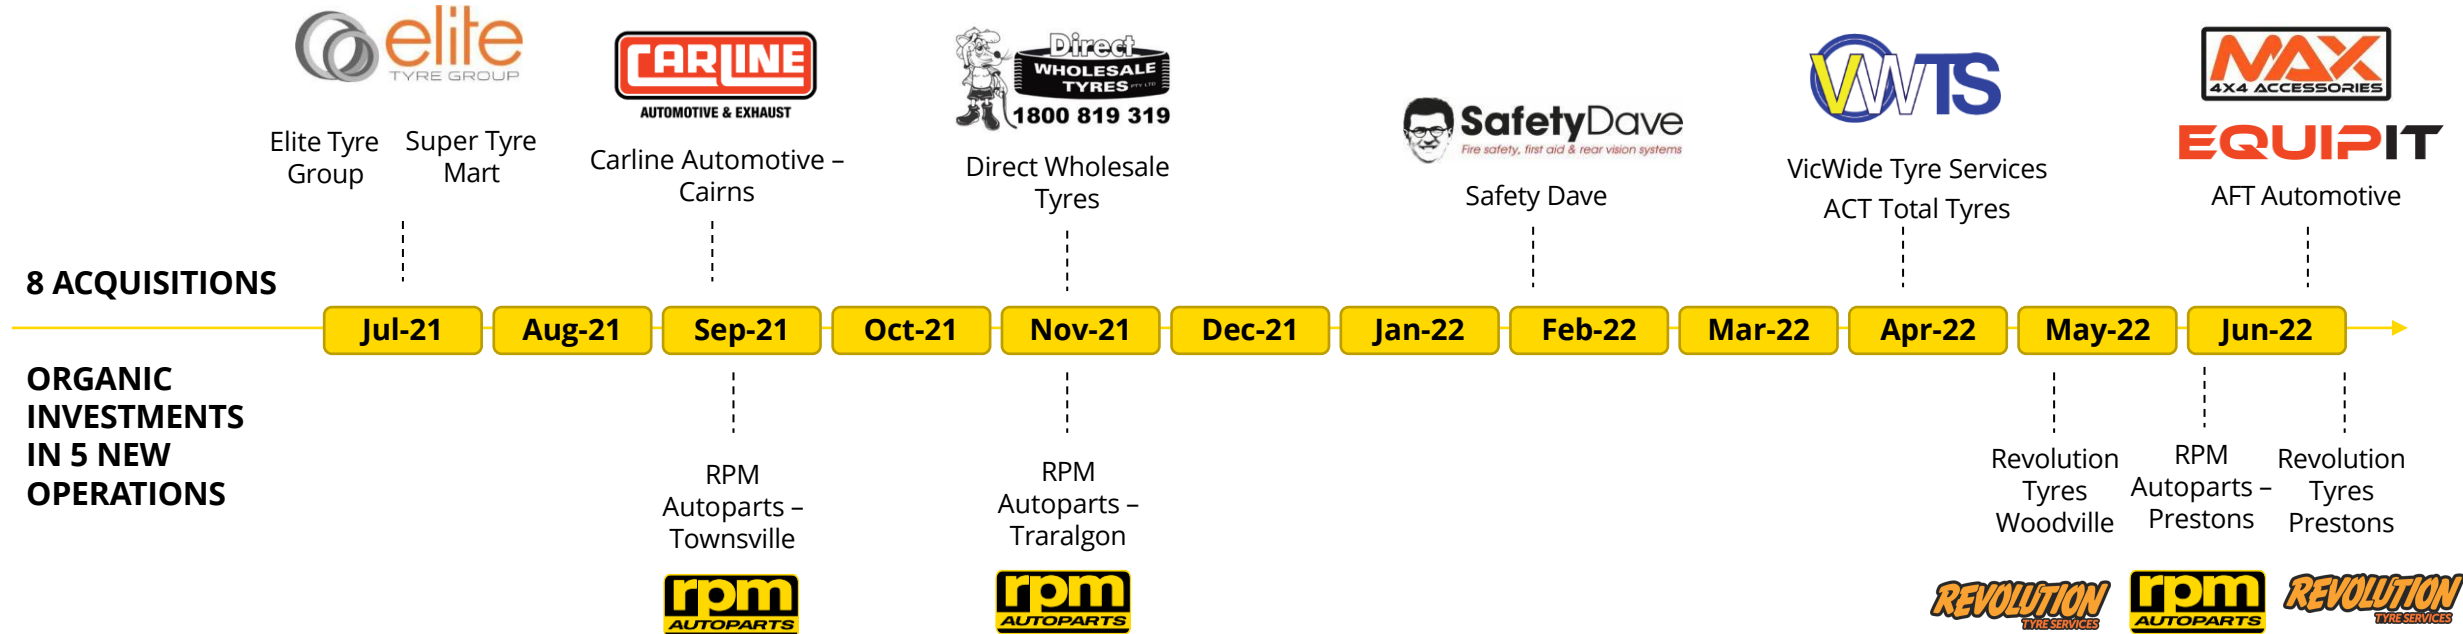 elite
TYRE GROUP
Elite Tyre
Group
Super Tyre
Mart
CARLINE
AUTOMOTIVE & EXHAUST
Carline Automotive –
Cairns
Direct
WHOLESALE
TYRES PTY LTD
1800 819 319
Direct Wholesale
Tyres
SafetyDave
Fire safety, first aid & rear vision systems
Safety Dave
VWTS
VicWide Tyre Services
ACT Total Tyres
MAX
4X4 ACCESSORIES
EQUIPIT
AFT Automotive
8 ACQUISITIONS
Jul-21
Aug-21
Sep-21
Oct-21
Nov-21
Dec-21
Jan-22
Feb-22
Mar-22
Apr-22
May-22
Jun-22
ORGANIC
INVESTMENTS
IN 5 NEW
OPERATIONS
RPM
Autoparts –
Townsville
rpm
AUTOPARTS
RPM
Autoparts –
Traralgon
rpm
AUTOPARTS
Revolution
Tyres
Woodville
REVOLUTION
TYRE SERVICES
RPM
Autoparts –
Prestons
rpm
AUTOPARTS
Revolution
Tyres
Prestons
REVOLUTION
TYRE SERVICES